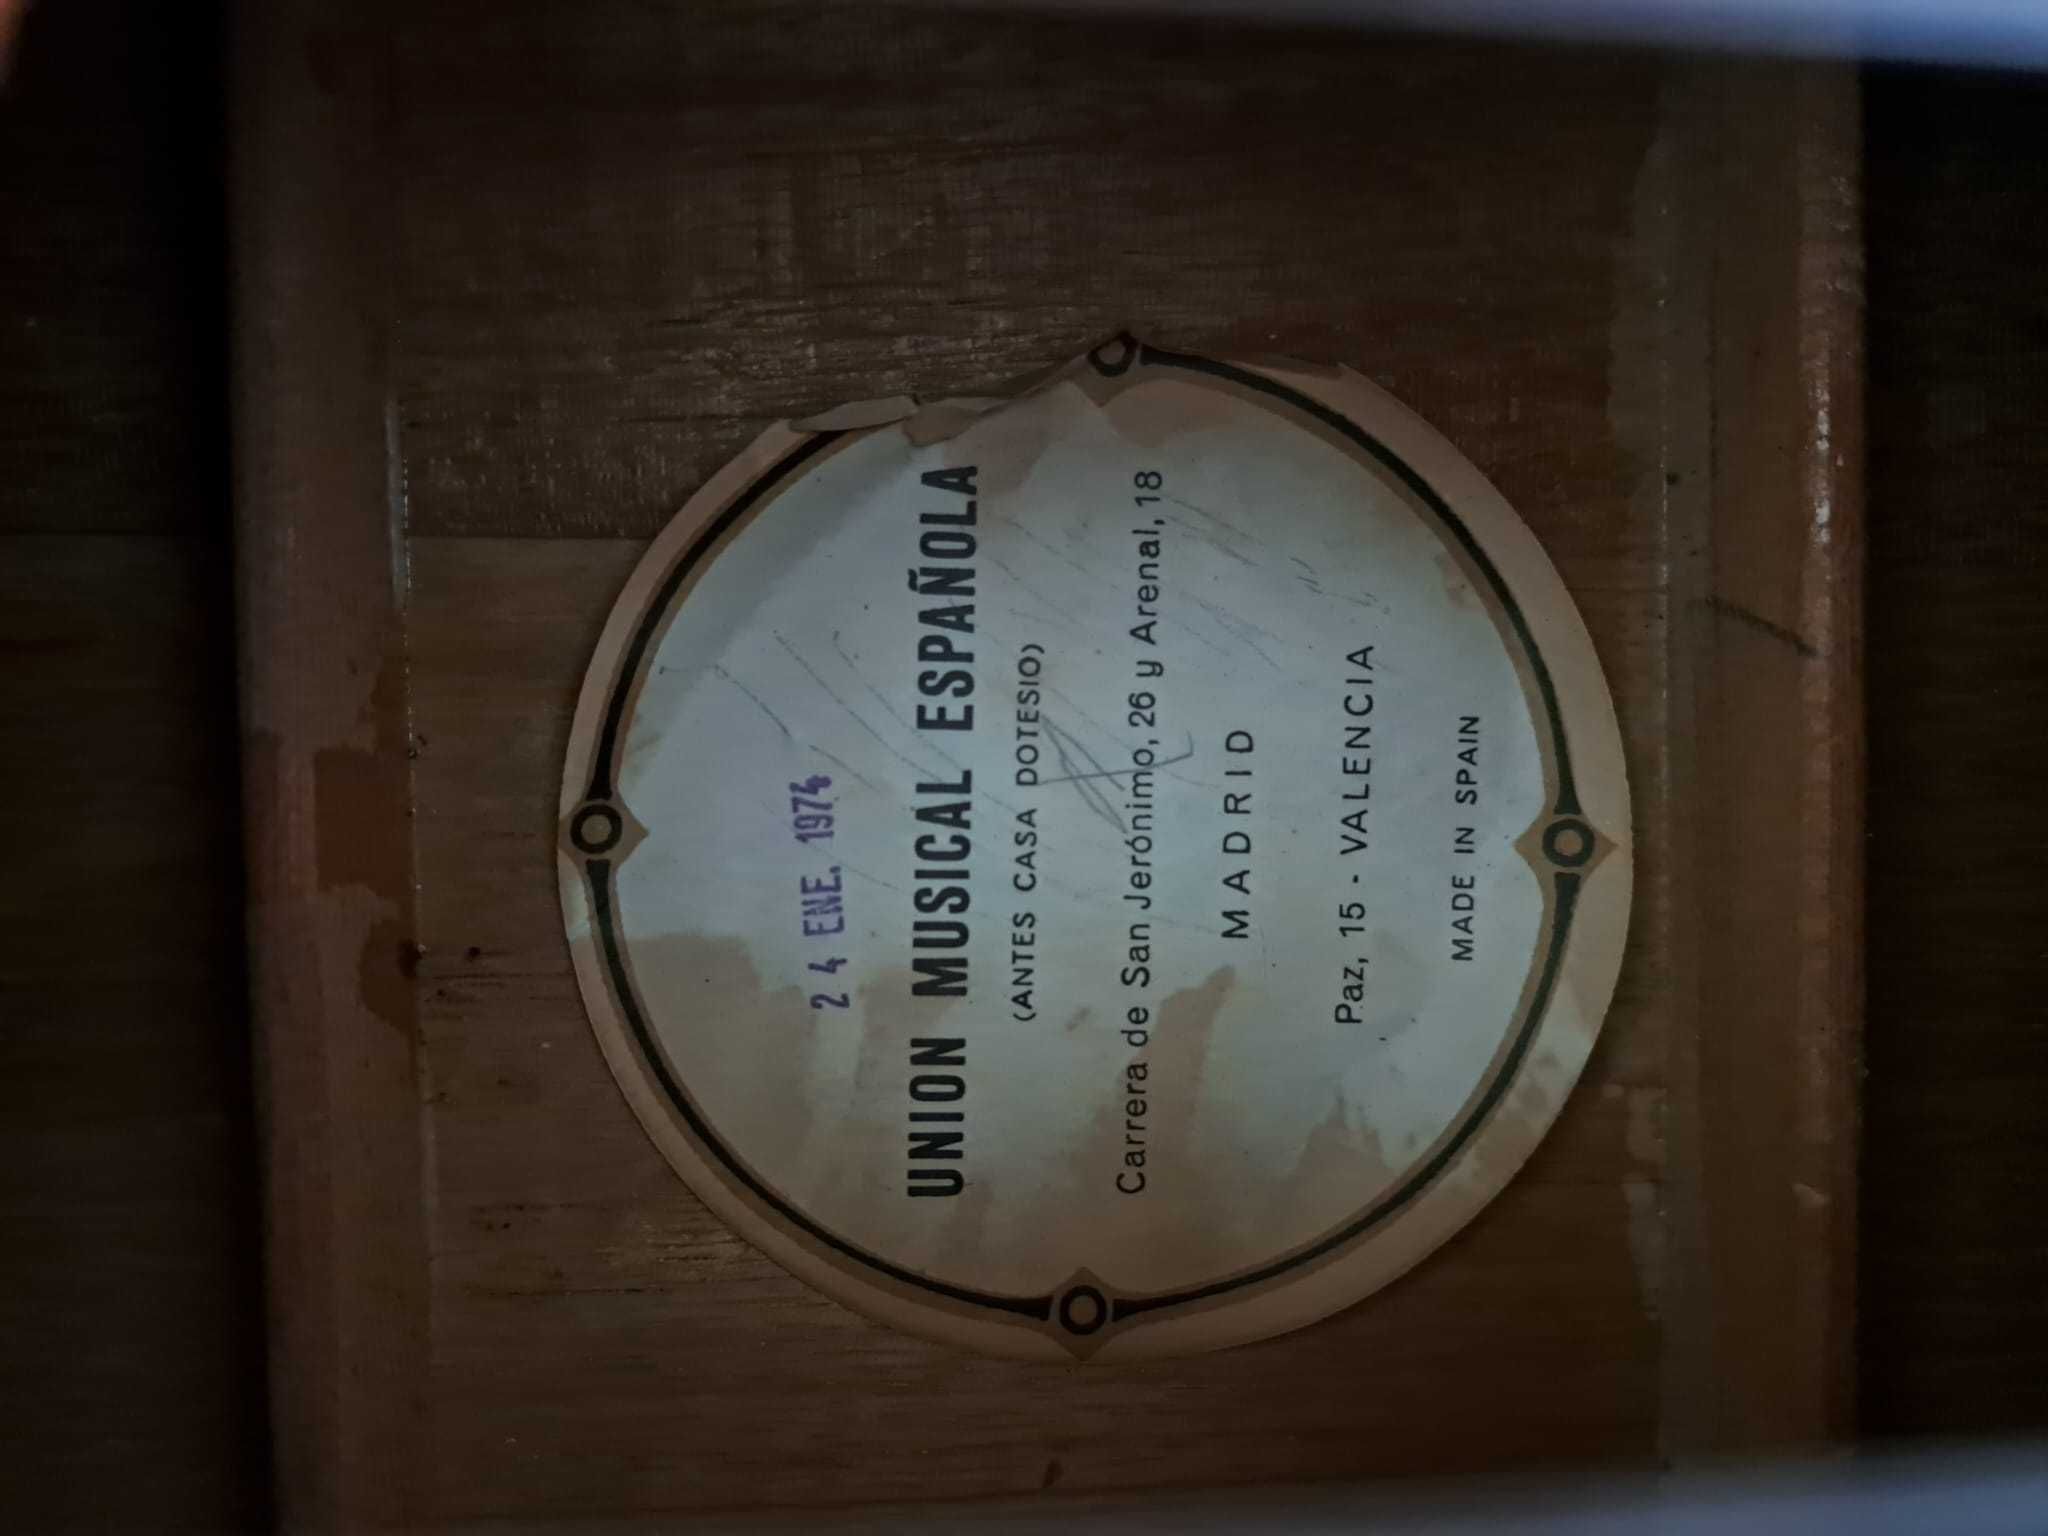 24 ENE. 1974
UNION MUSICAL ESPAÑOLA
(ANTES CASA DOTESIO)
Carrera de San Jerónimo, 26 y Arenal, 18
MADRID
Paz, 15 - VALENCIA
MADE IN SPAIN